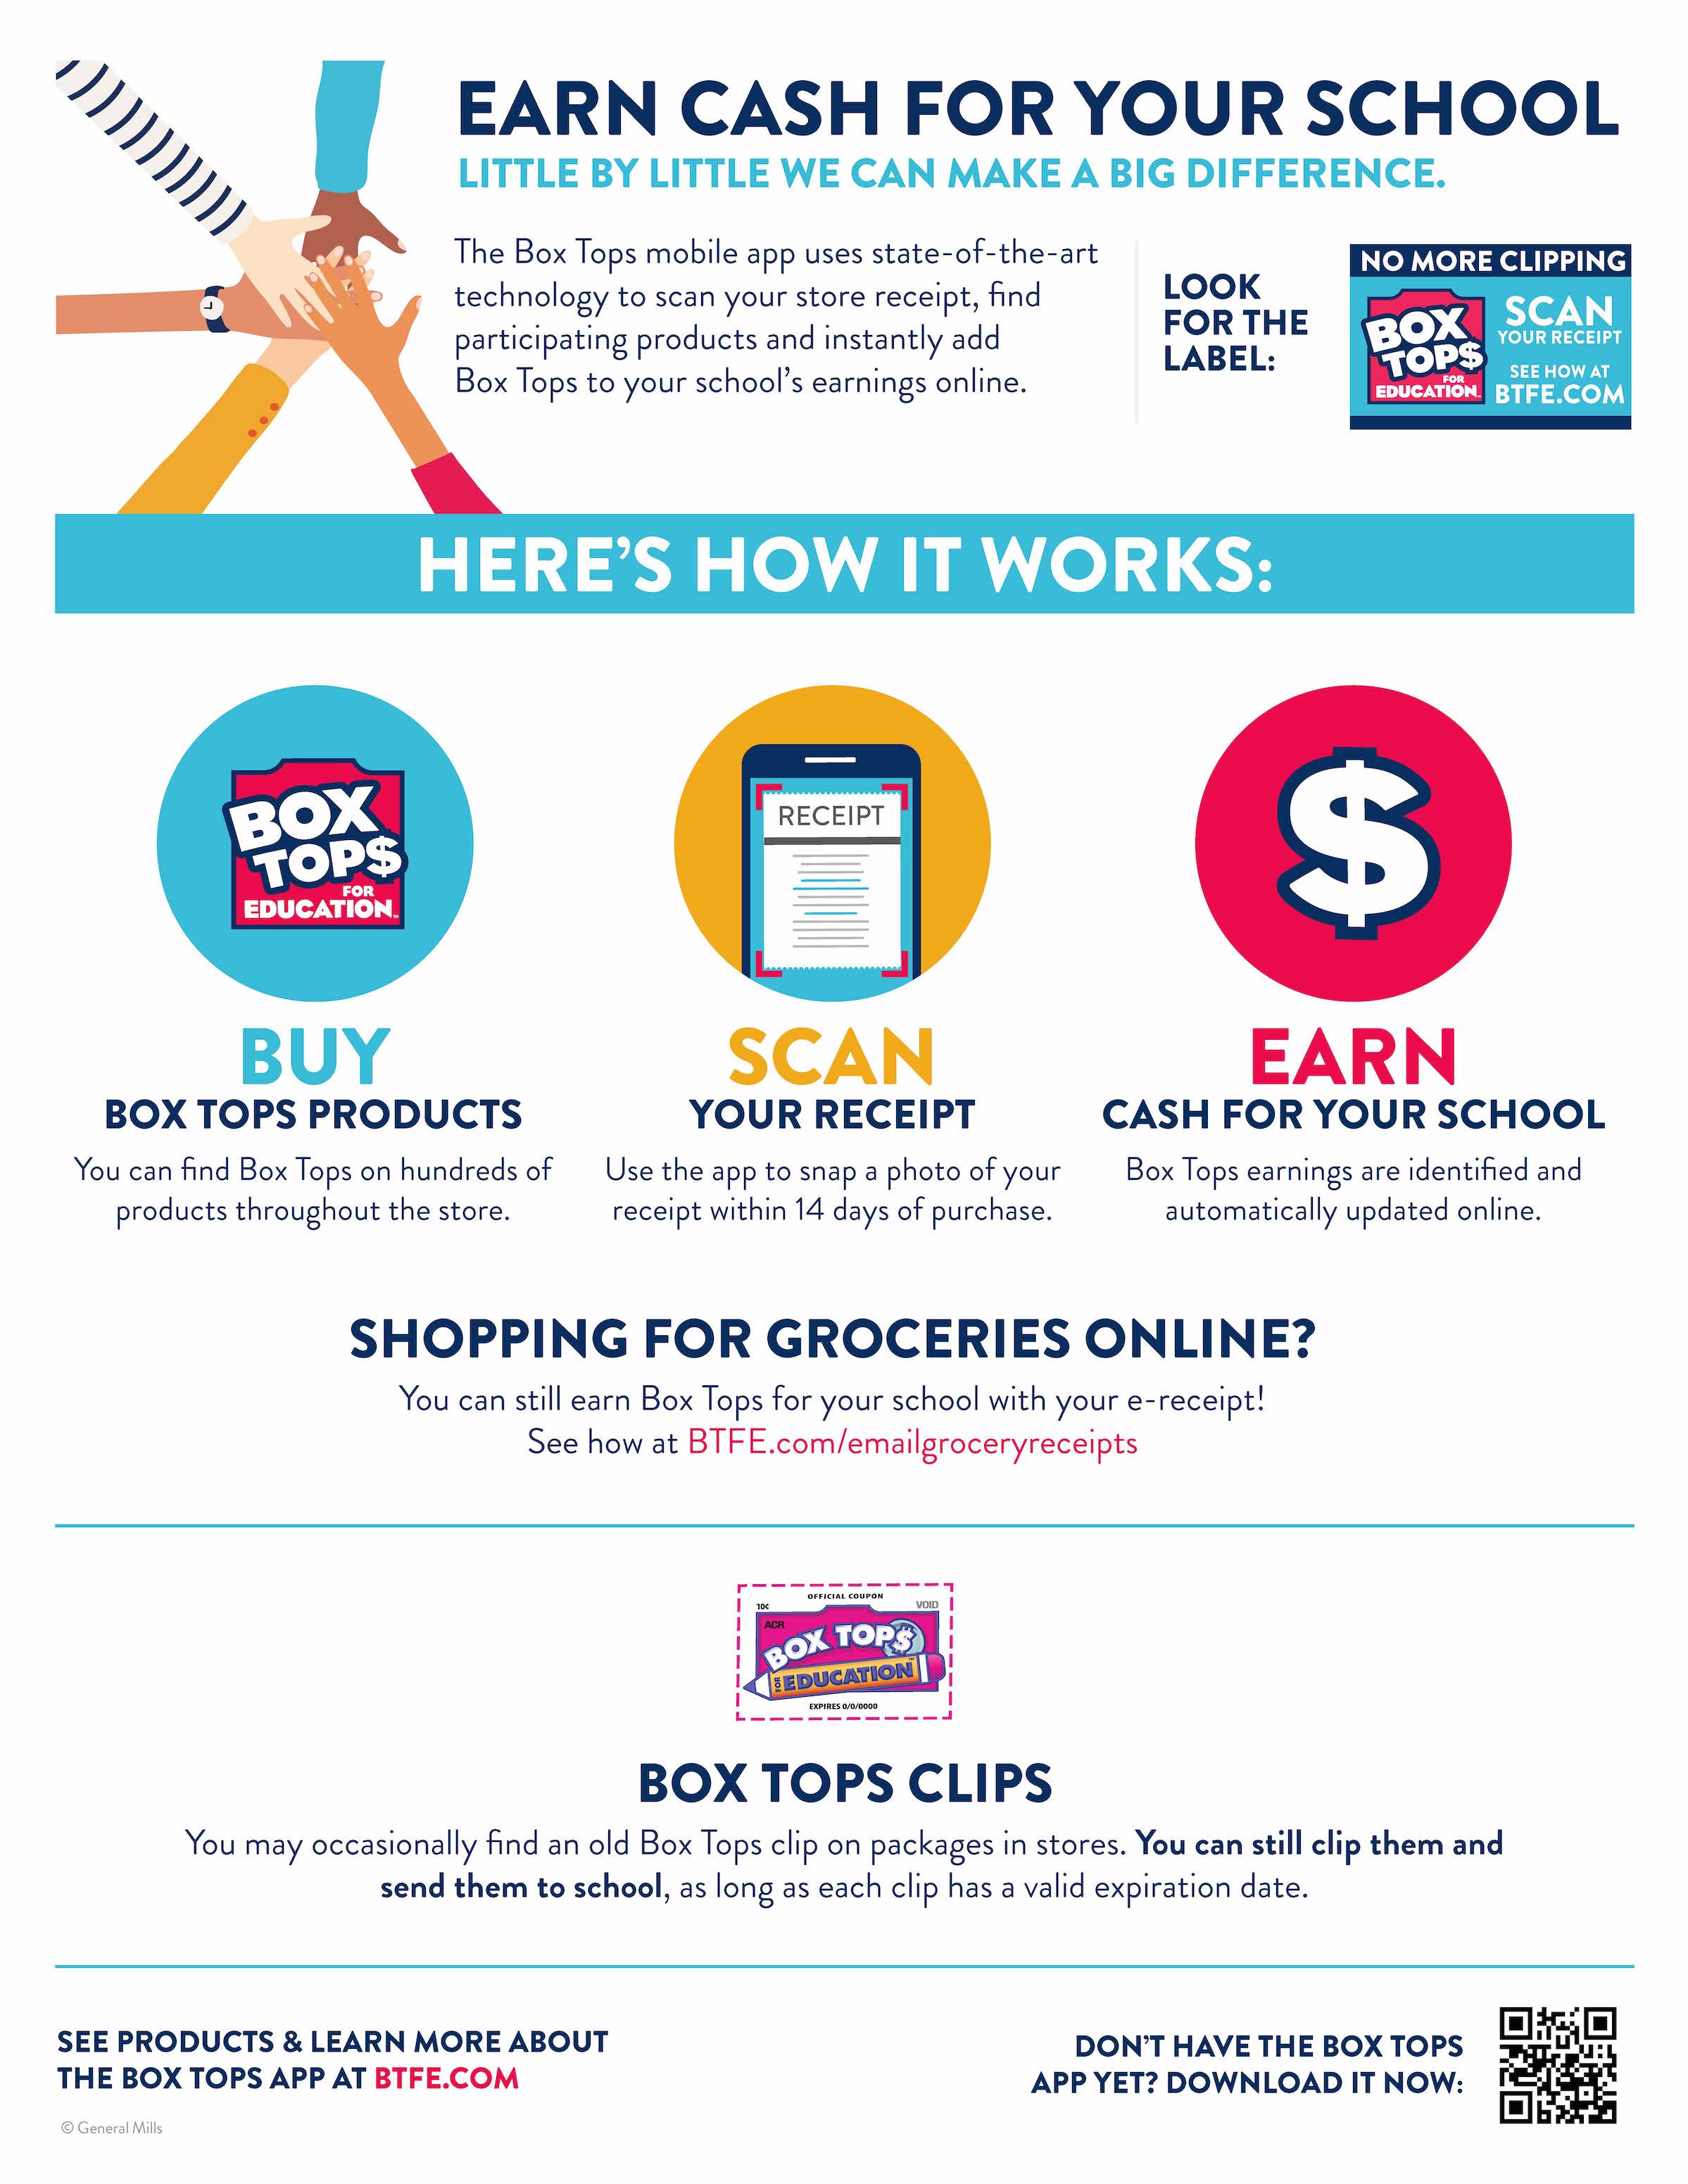 EARN CASH FOR YOUR SCHOOL
LITTLE BY LITTLE WE CAN MAKE A BIG DIFFERENCE.
The Box Tops mobile app uses state-of-the-art
technology to scan your store receipt, find
participating products and instantly add
Box Tops to your school's earnings online.
LOOK
FOR THE
LABEL:
NO MORE CLIPPING
BOX
TOP$
FOR
EDUCATION
SCAN
YOUR RECEIPT
SEE HOW AT
BTFE.COM
HERE'S HOW IT WORKS:
BOX
TOP$
FOR
EDUCATION™
RECEIPT
$
BUY
BOX TOPS PRODUCTS
You can find Box Tops on hundreds of
products throughout the store.
SCAN
YOUR RECEIPT
Use the app to snap a photo of your
receipt within 14 days of purchase.
EARN
CASH FOR YOUR SCHOOL
Box Tops earnings are identified and
automatically updated online.
SHOPPING FOR GROCERIES ONLINE?
You can still earn Box Tops for your school with your e-receipt!
See how at BTFE.com/emailgroceryreceipts
OFFICIAL COUPON
10¢ VOID
ACR
BOX TOP$
FOR EDUCATION™
EXPIRES 0/0/0000
BOX TOPS CLIPS
You may occasionally find an old Box Tops clip on packages in stores. You can still clip them and
send them to school, as long as each clip has a valid expiration date.
SEE PRODUCTS & LEARN MORE ABOUT
THE BOX TOPS APP AT BTFE.COM
© General Mills
DON'T HAVE THE BOX TOPS
APP YET? DOWNLOAD IT NOW: